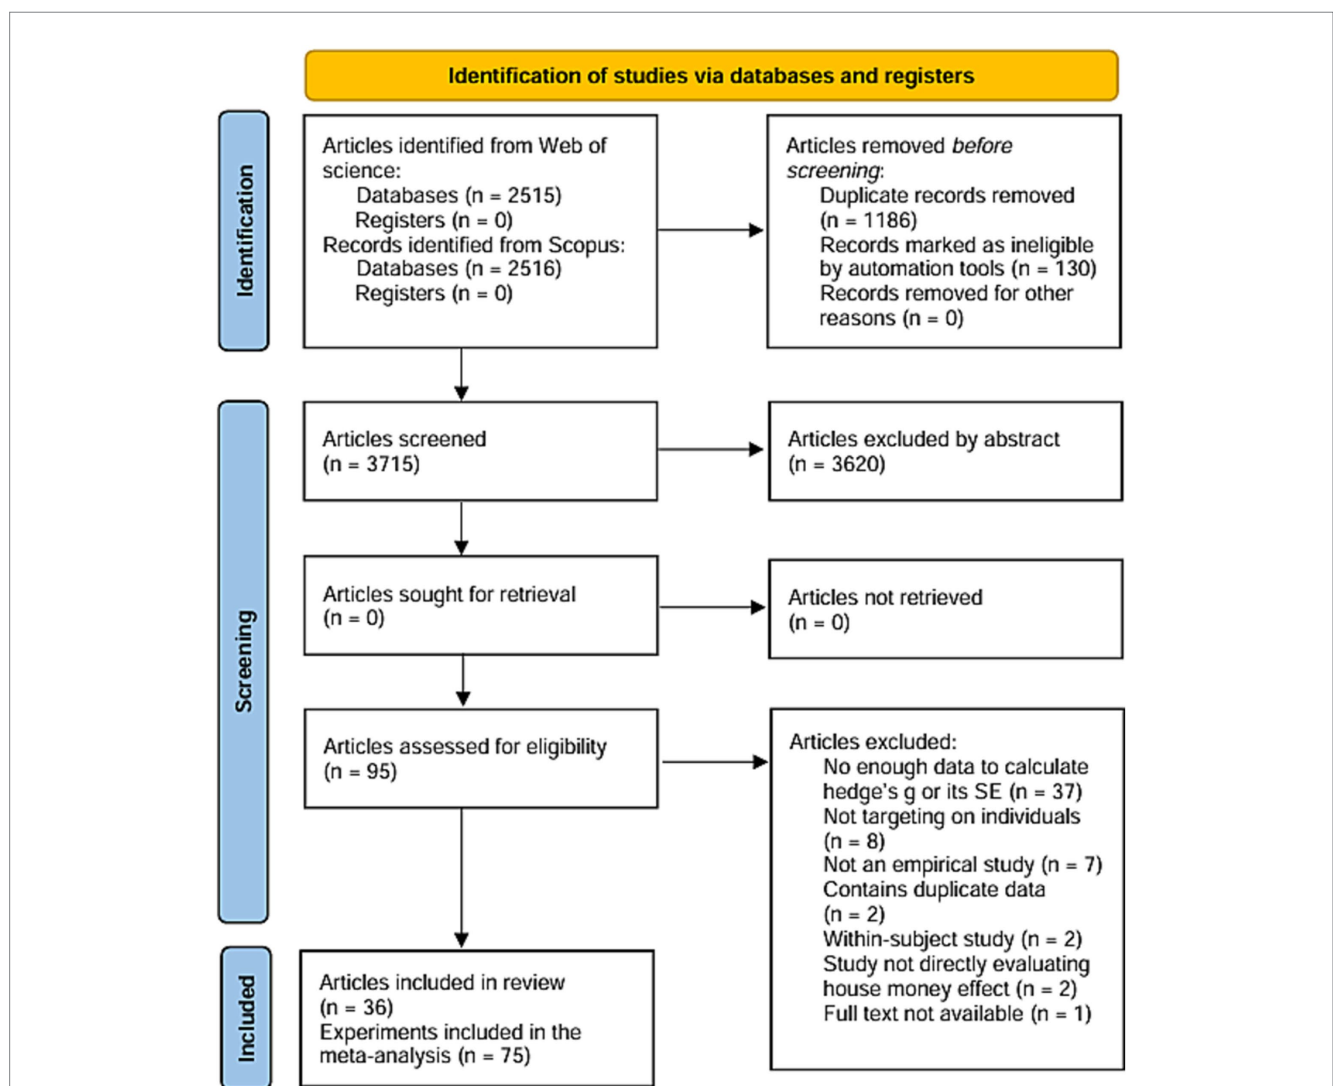 Identification of studies via databases and registers
Identification
Articles identified from Web of
science:
Databases (n = 2515)
Registers (n = 0)
Records identified from Scopus:
Databases (n = 2516)
Registers (n = 0)
Articles removed before
screening:
Duplicate records removed
(n = 1186)
Records marked as ineligible
by automation tools (n = 130)
Records removed for other
reasons (n = 0)
Screening
Articles screened
(n = 3715)
Articles excluded by abstract
(n = 3620)
Articles sought for retrieval
(n = 0)
Articles not retrieved
(n = 0)
Articles assessed for eligibility
(n = 95)
Articles excluded:
No enough data to calculate
hedge's g or its SE (n = 37)
Not targeting on individuals
(n = 8)
Not an empirical study (n = 7)
Contains duplicate data
(n = 2)
Within-subject study (n = 2)
Study not directly evaluating
house money effect (n = 2)
Full text not available (n = 1)
Included
Articles included in review
(n = 36)
Experiments included in the
meta-analysis (n = 75)